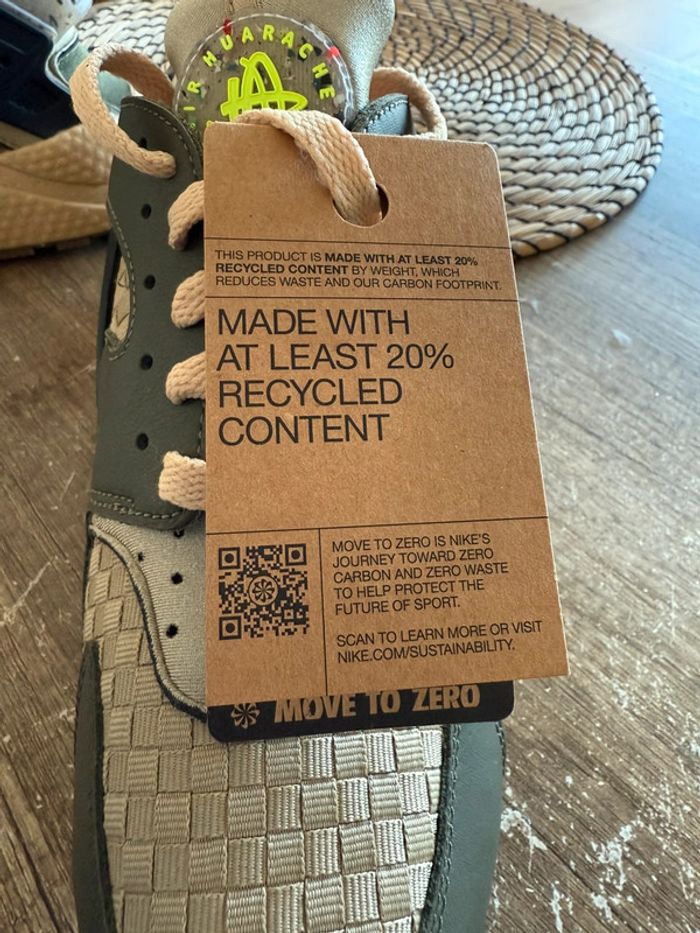 IR HUARACHE
THIS PRODUCT IS MADE WITH AT LEAST 20%
RECYCLED CONTENT BY WEIGHT, WHICH
REDUCES WASTE AND OUR CARBON FOOTPRINT.
MADE WITH
AT LEAST 20%
RECYCLED
CONTENT
MOVE TO ZERO IS NIKE'S
JOURNEY TOWARD ZERO
CARBON AND ZERO WASTE
TO HELP PROTECT THE
FUTURE OF SPORT.
SCAN TO LEARN MORE OR VISIT
NIKE.COM/SUSTAINABILITY.
MOVE TO ZERO